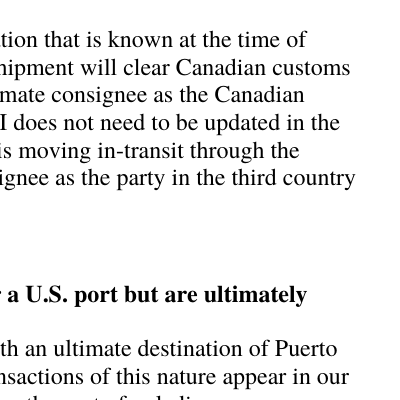 tion that is known at the time of
hipment will clear Canadian customs
mate consignee as the Canadian
I does not need to be updated in the
is moving in-transit through the
ignee as the party in the third country
a U.S. port but are ultimately
th an ultimate destination of Puerto
nsactions of this nature appear in our